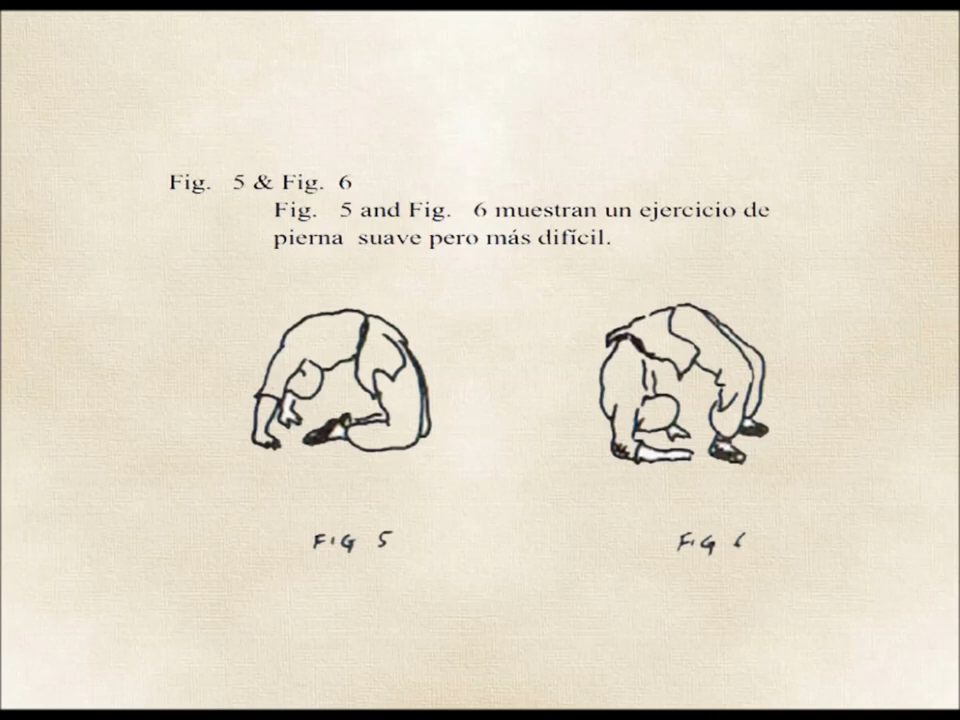 Fig. 5 & Fig. 6
Fig. 5 and Fig. 6 muestran un ejercicio de
pierna suave pero más difícil.
FIG 5
FIG 6